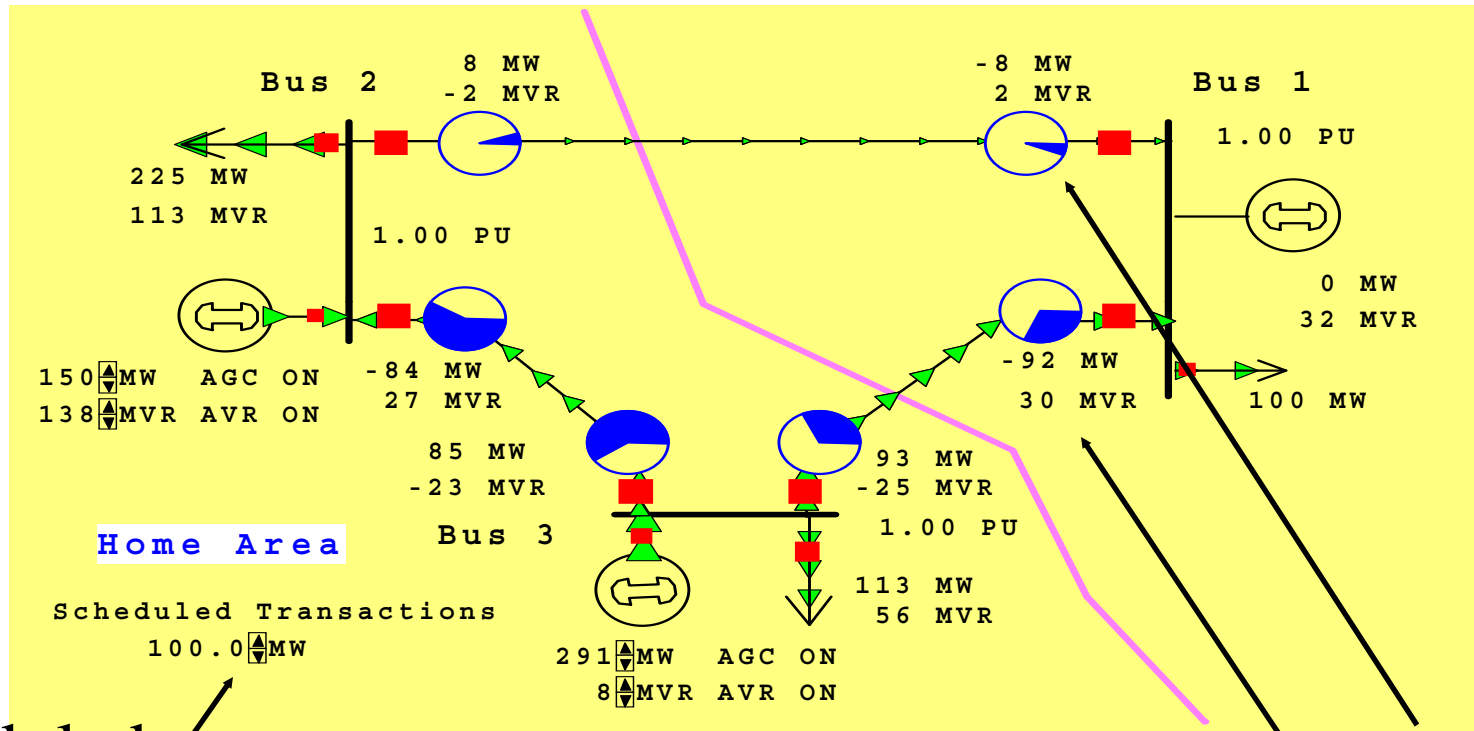 8 MW
-2 MVR
-8 MW
2 MVR
Bus 2
Bus 1
1.00 PU
225 MW
113 MVR
1.00 PU
0 MW
32 MVR
150 MW AGC ON
138 MVR AVR ON
-84 MW
27 MVR
-92 MW
30 MVR
100 MW
85 MW
-23 MVR
93 MW
-25 MVR
Bus 3
1.00 PU
Home Area
113 MW
56 MVR
Scheduled Transactions
100.0 MW
291 MW AGC ON
8 MVR AVR ON